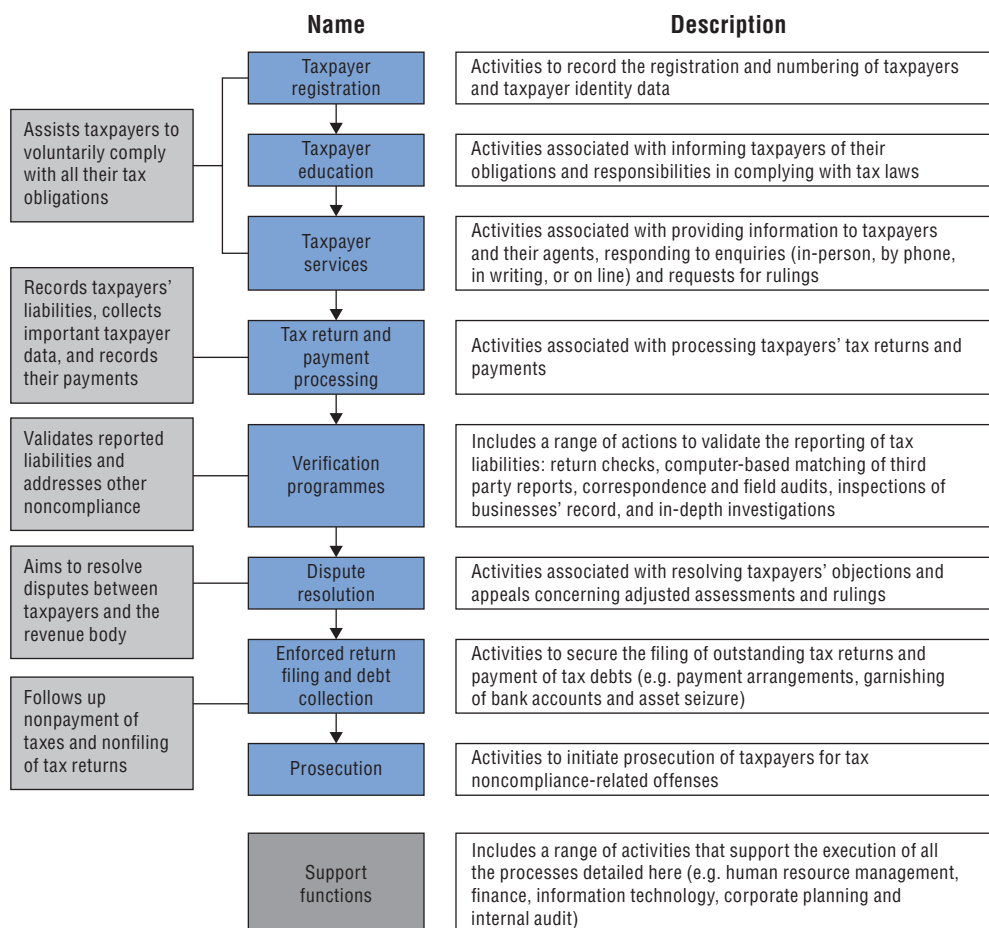 Name
Description
Taxpayer
registration
Activities to record the registration and numbering of taxpayers
and taxpayer identity data
Assists taxpayers to
voluntarily comply
with all their tax
obligations
Taxpayer
education
Activities associated with informing taxpayers of their
obligations and responsibilities in complying with tax laws
Taxpayer
services
Activities associated with providing information to taxpayers
and their agents, responding to enquiries (in-person, by phone,
in writing, or on line) and requests for rulings
Records taxpayers’
liabilities, collects
important taxpayer
data, and records
their payments
Tax return and
payment
processing
Activities associated with processing taxpayers’ tax returns and
payments
Validates reported
liabilities and
addresses other
noncompliance
Verification
programmes
Includes a range of actions to validate the reporting of tax
liabilities: return checks, computer-based matching of third
party reports, correspondence and field audits, inspections of
businesses’ record, and in-depth investigations
Aims to resolve
disputes between
taxpayers and the
revenue body
Dispute
resolution
Activities associated with resolving taxpayers’ objections and
appeals concerning adjusted assessments and rulings
Enforced return
filing and debt
collection
Activities to secure the filing of outstanding tax returns and
payment of tax debts (e.g. payment arrangements, garnishing
of bank accounts and asset seizure)
Follows up
nonpayment of
taxes and nonfiling
of tax returns
Prosecution
Activities to initiate prosecution of taxpayers for tax
noncompliance-related offenses
Support
functions
Includes a range of activities that support the execution of all
the processes detailed here (e.g. human resource management,
finance, information technology, corporate planning and
internal audit)